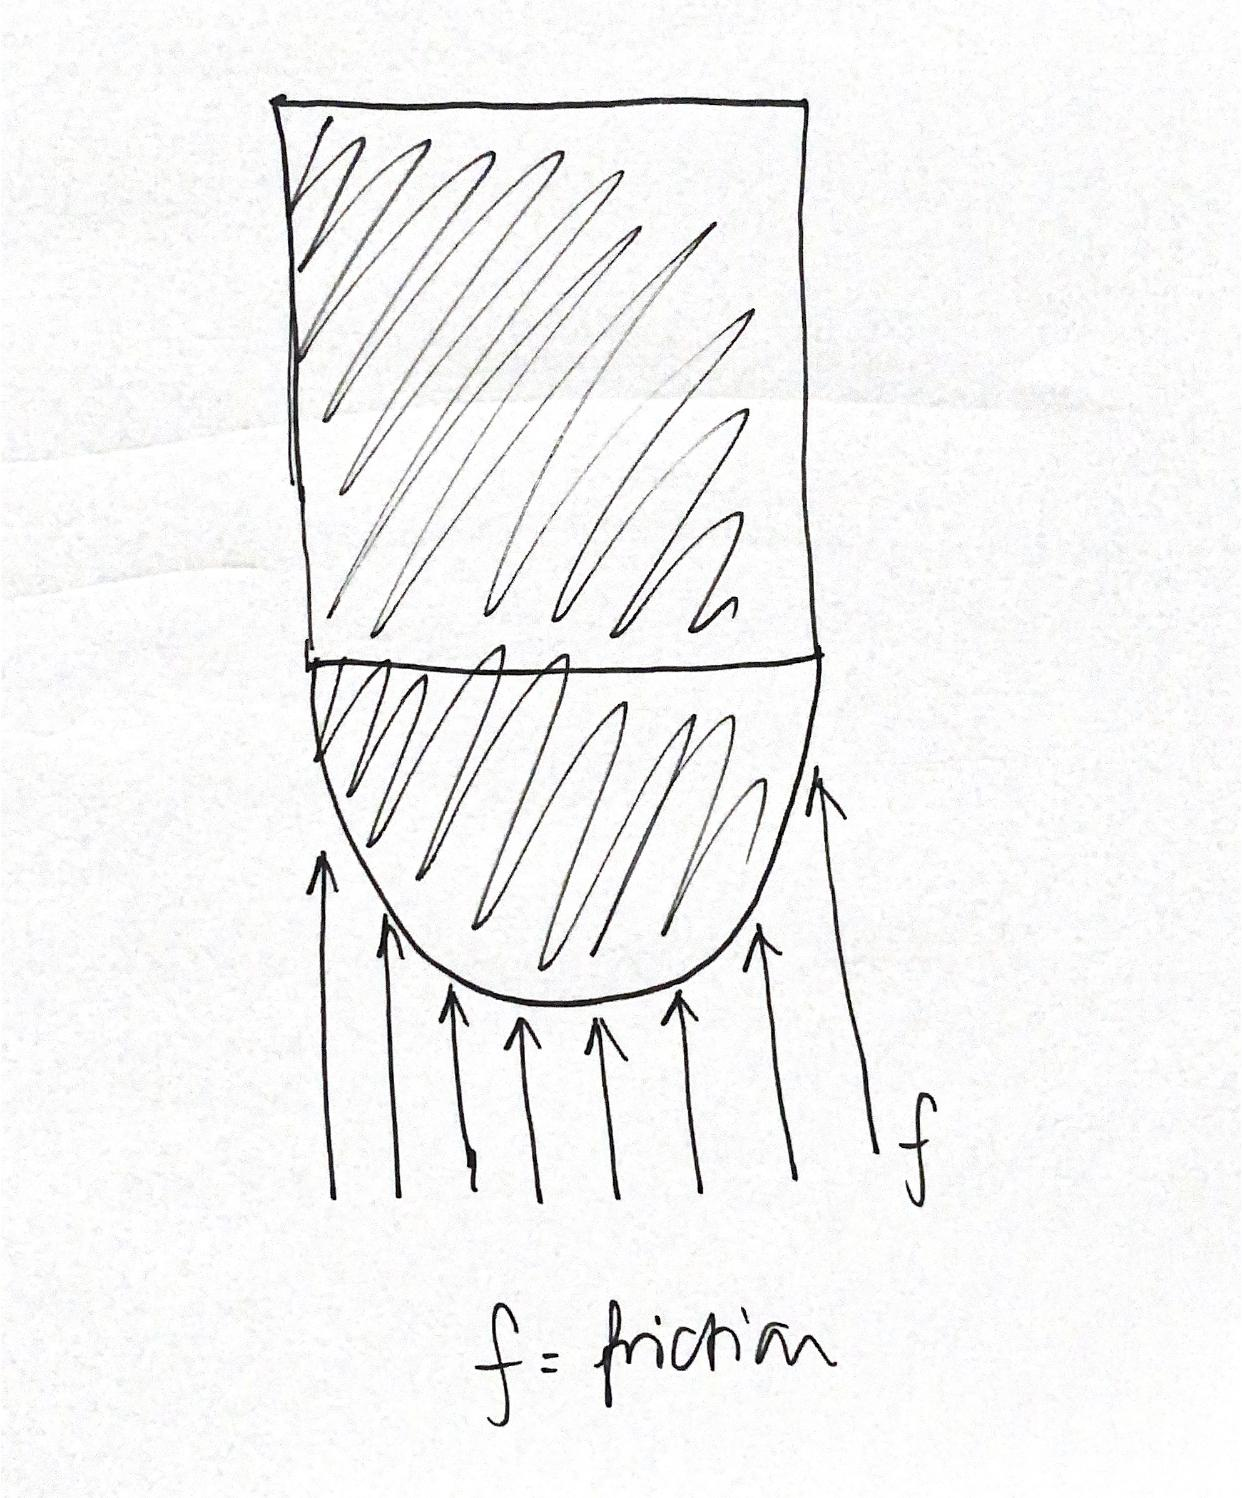 f
f = friction